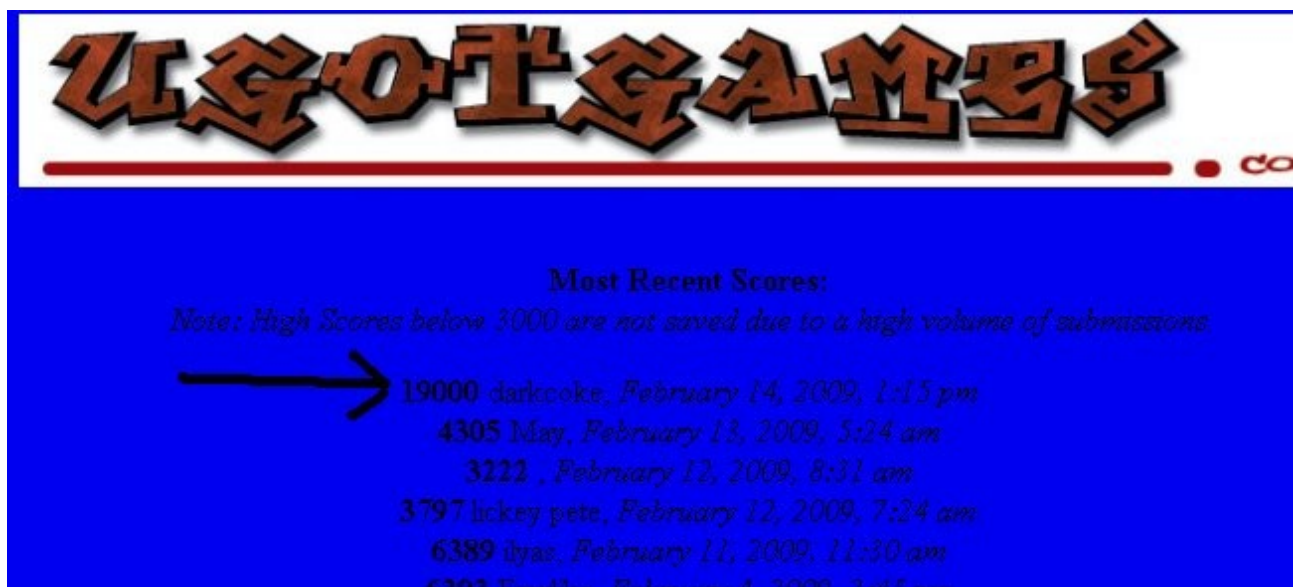 UGOTGAMES
. co
Most Recent Scores:
Note: High Scores below 3000 are not saved due to a high volume of submissions.
19000 darkcoke, February 14, 2009, 1:15 pm
4305 May, February 13, 2009, 5:24 am
3222 , February 12, 2009, 8:31 am
3797 lickey pete, February 12, 2009, 7:24 am
6389 ilyas, February 11, 2009, 11:30 am